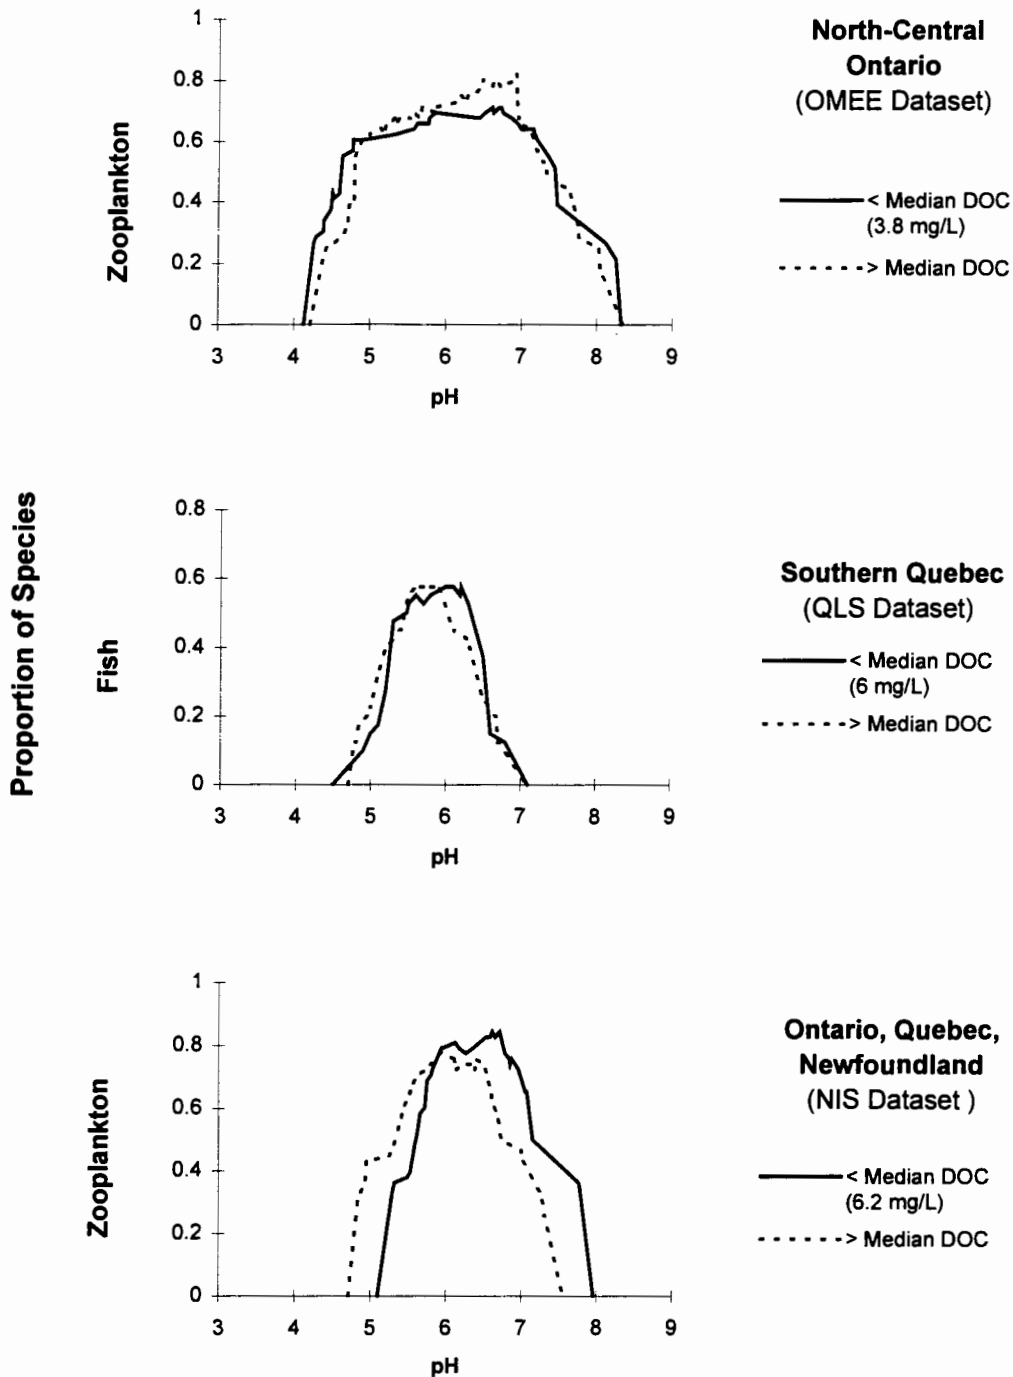 Proportion of Species
Zooplankton
1
0.8
0.6
0.4
0.2
0
3 4 5 6 7 8 9
pH
North-Central
Ontario
(OMEE Dataset)
< Median DOC
(3.8 mg/L)
> Median DOC
Fish
0.8
0.6
0.4
0.2
0
3 4 5 6 7 8 9
pH
Southern Quebec
(QLS Dataset)
< Median DOC
(6 mg/L)
> Median DOC
Zooplankton
1
0.8
0.6
0.4
0.2
0
3 4 5 6 7 8 9
pH
Ontario, Quebec,
Newfoundland
(NIS Dataset )
< Median DOC
(6.2 mg/L)
> Median DOC